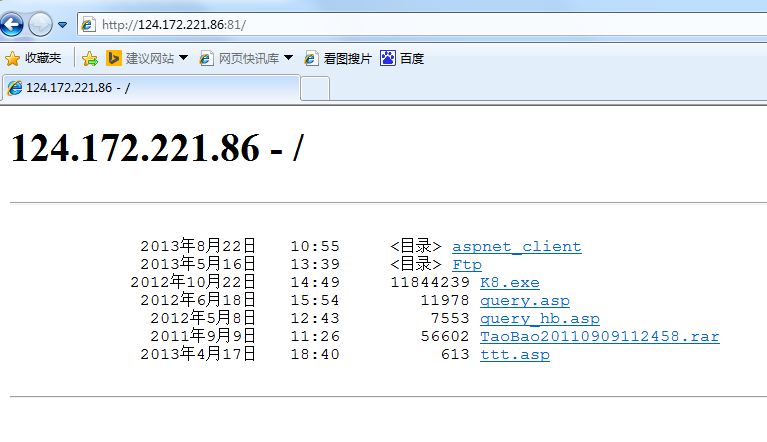 http://124.172.221.86:81/
收藏夹 建议网站 网页快讯库 看图搜片 百度
124.172.221.86 - /
124.172.221.86 - /
2013年8月22日 10:55 <目录> aspnet_client
2013年5月16日 13:39 <目录> Ftp
2012年10月22日 14:49 11844239 K8.exe
2012年6月18日 15:54 11978 query.asp
2012年5月8日 12:43 7553 query_hb.asp
2011年9月9日 11:26 56602 TaoBao20110909112458.rar
2013年4月17日 18:40 613 ttt.asp